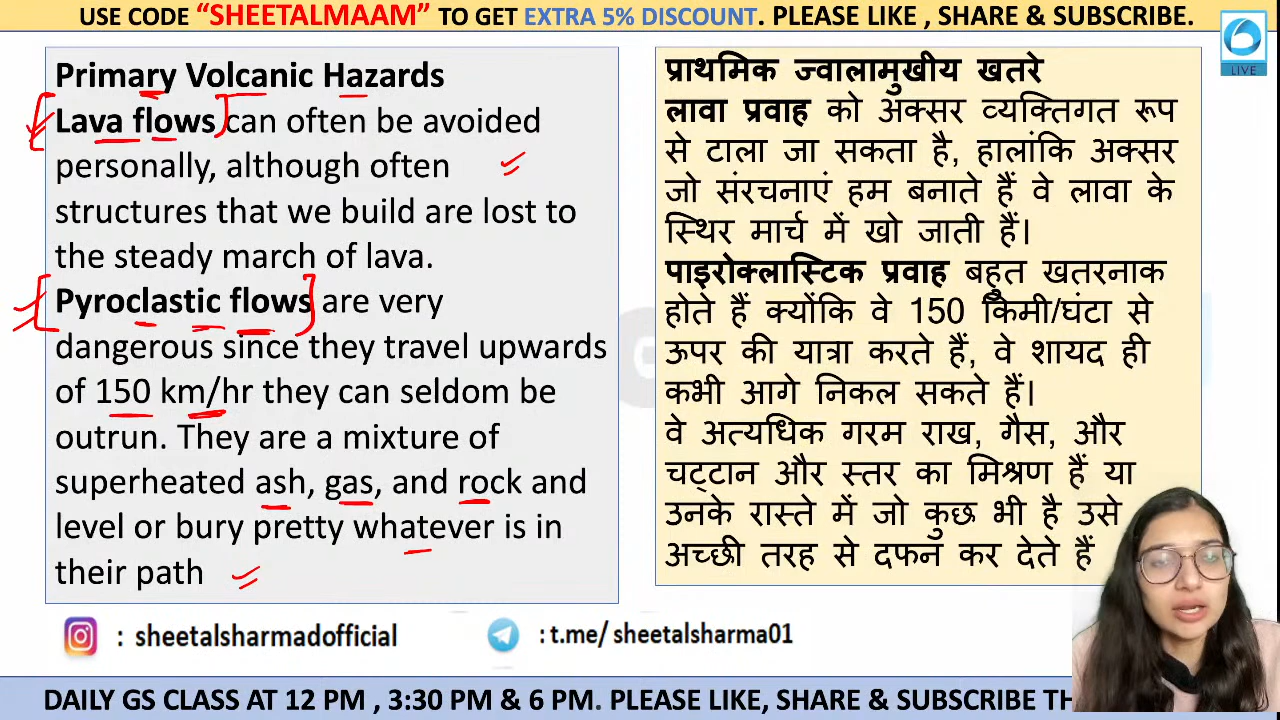 USE CODE “SHEETALMAAM” TO GET EXTRA 5% DISCOUNT. PLEASE LIKE , SHARE & SUBSCRIBE.
LIVE
Primary Volcanic Hazards
Lava flows can often be avoided
personally, although often
structures that we build are lost to
the steady march of lava.
Pyroclastic flows are very
dangerous since they travel upwards
of 150 km/hr they can seldom be
outrun. They are a mixture of
superheated ash, gas, and rock and
level or bury pretty whatever is in
their path
प्राथमिक ज्वालामुखीय खतरे
लावा प्रवाह को अक्सर व्यक्तिगत रूप
से टाला जा सकता है, हालांकि अक्सर
जो संरचनाएं हम बनाते हैं वे लावा के
स्थिर मार्च में खो जाती हैं।
पाइरोक्लास्टिक प्रवाह बहुत खतरनाक
होते हैं क्योंकि वे 150 किमी/घंटा से
ऊपर की यात्रा करते हैं, वे शायद ही
कभी आगे निकल सकते हैं।
वे अत्यधिक गरम राख, गैस, और
चट्टान और स्तर का मिश्रण हैं या
उनके रास्ते में जो कुछ भी है उसे
अच्छी तरह से दफन कर देते हैं
: sheetalsharmadofficial
: t.me/ sheetalsharma01
DAILY GS CLASS AT 12 PM , 3:30 PM & 6 PM. PLEASE LIKE, SHARE & SUBSCRIBE TH